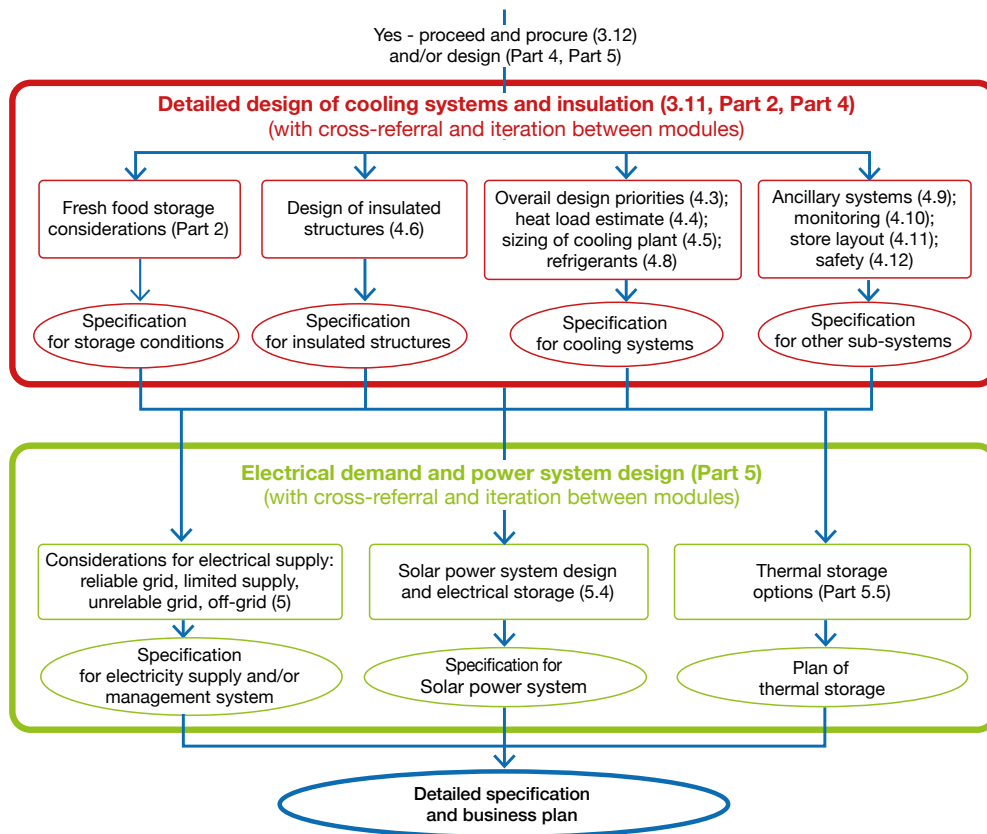 Yes - proceed and procure (3.12)
and/or design (Part 4, Part 5)
Detailed design of cooling systems and insulation (3.11, Part 2, Part 4)
(with cross-referral and iteration between modules)
Fresh food storage
considerations (Part 2)
Design of insulated
structures (4.6)
Overail design priorities (4.3);
heat load estimate (4.4);
sizing of cooling plant (4.5);
refrigerants (4.8)
Ancillary systems (4.9);
monitoring (4.10);
store layout (4.11);
safety (4.12)
Specification
for storage conditions
Specification
for insulated structures
Specification
for cooling systems
Specification
for other sub-systems
Electrical demand and power system design (Part 5)
(with cross-referral and iteration between modules)
Considerations for electrical supply:
reliable grid, limited supply,
unrelable grid, off-grid (5)
Solar power system design
and electrical storage (5.4)
Thermal storage
options (Part 5.5)
Specification
for electricity supply and/or
management system
Specification for
Solar power system
Plan of
thermal storage
Detailed specification
and business plan